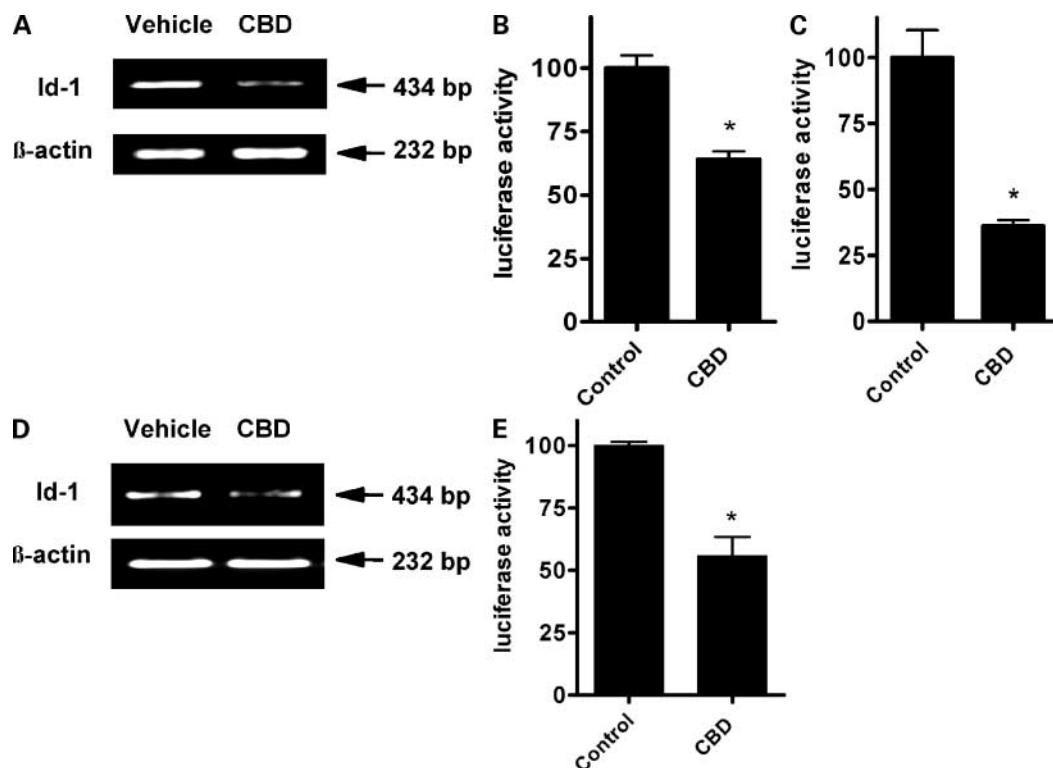 A
Vehicle CBD
Id-1
434 bp
ß-actin
232 bp
B
luciferase activity
100
75
50
25
0
*
Control
CBD
C
luciferase activity
100
75
50
25
0
*
Control
CBD
D
Vehicle CBD
Id-1
434 bp
ß-actin
232 bp
E
luciferase activity
100
75
50
25
0
*
Control
CBD